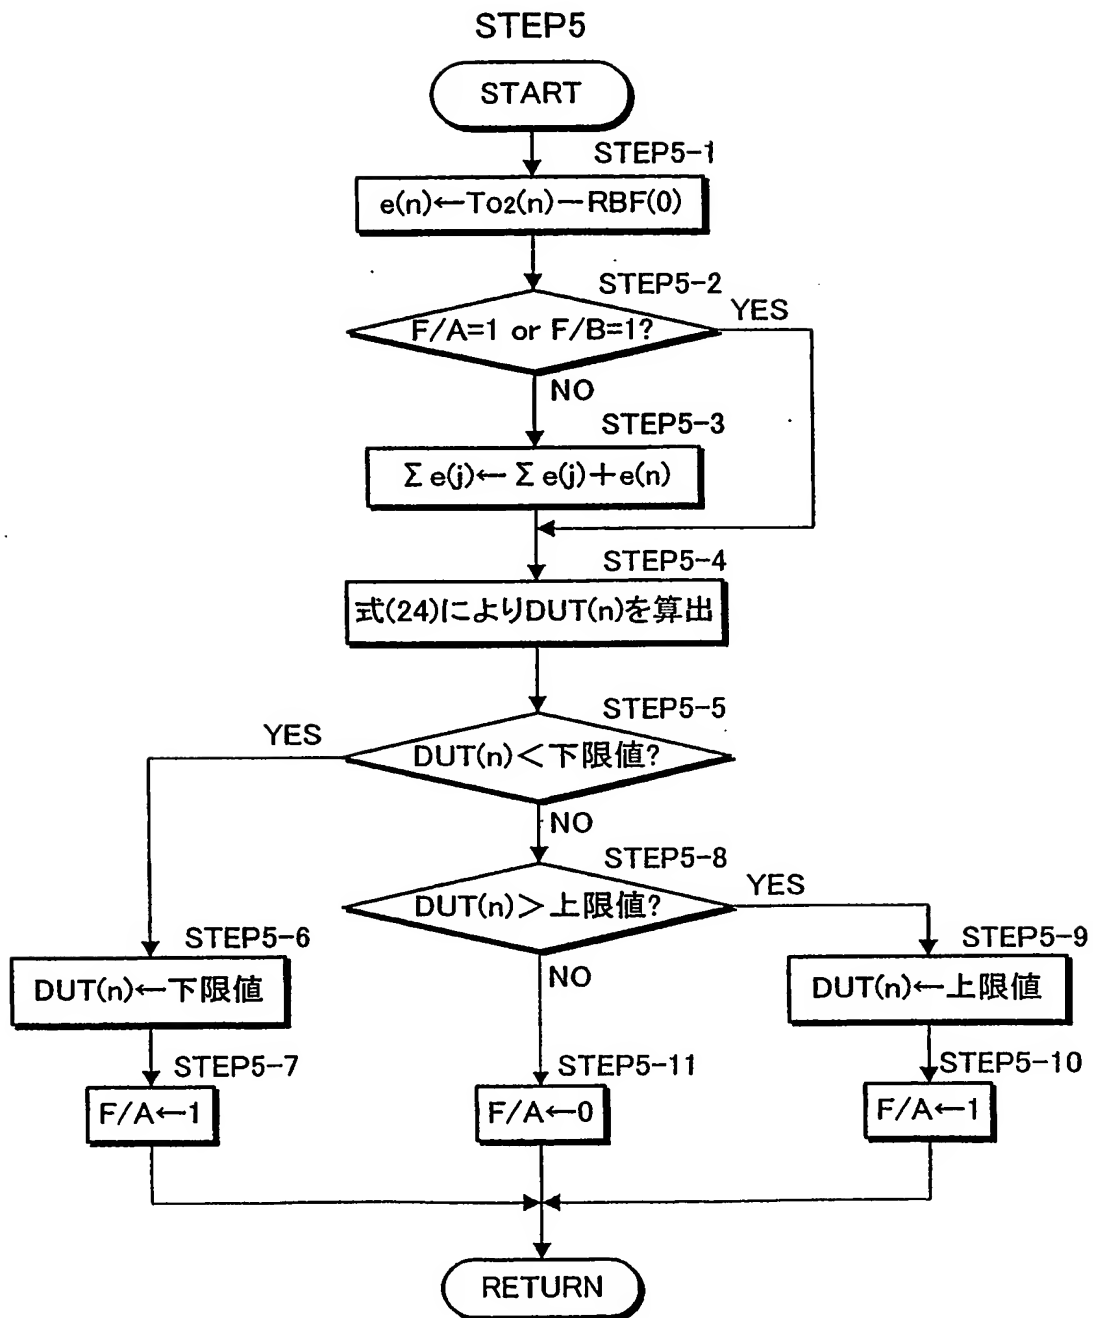 STEP5
START
STEP5-1
e(n)←To2(n)−RBF(0)
STEP5-2
F/A=1 or F/B=1?
YES
NO
STEP5-3
Σe(j)←Σe(j)+e(n)
STEP5-4
式(24)によりDUT(n)を算出
STEP5-5
YES
DUT(n)<下限値?
NO
STEP5-8
DUT(n)>上限値?
YES
NO
STEP5-6
DUT(n)←下限値
STEP5-9
DUT(n)←上限値
STEP5-7
F/A←1
STEP5-11
F/A←0
STEP5-10
F/A←1
RETURN